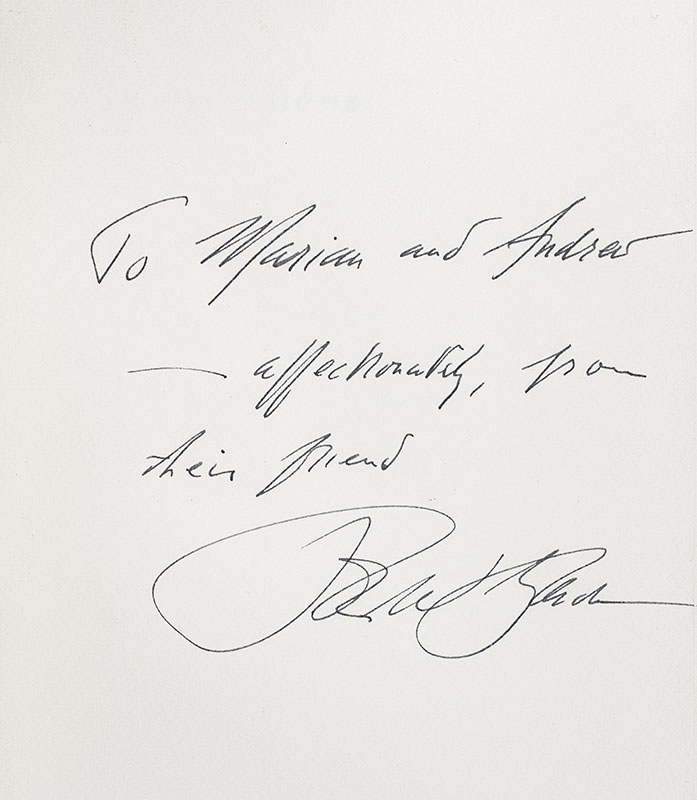 To Marian and Andrew
— affectionately, from
their friend